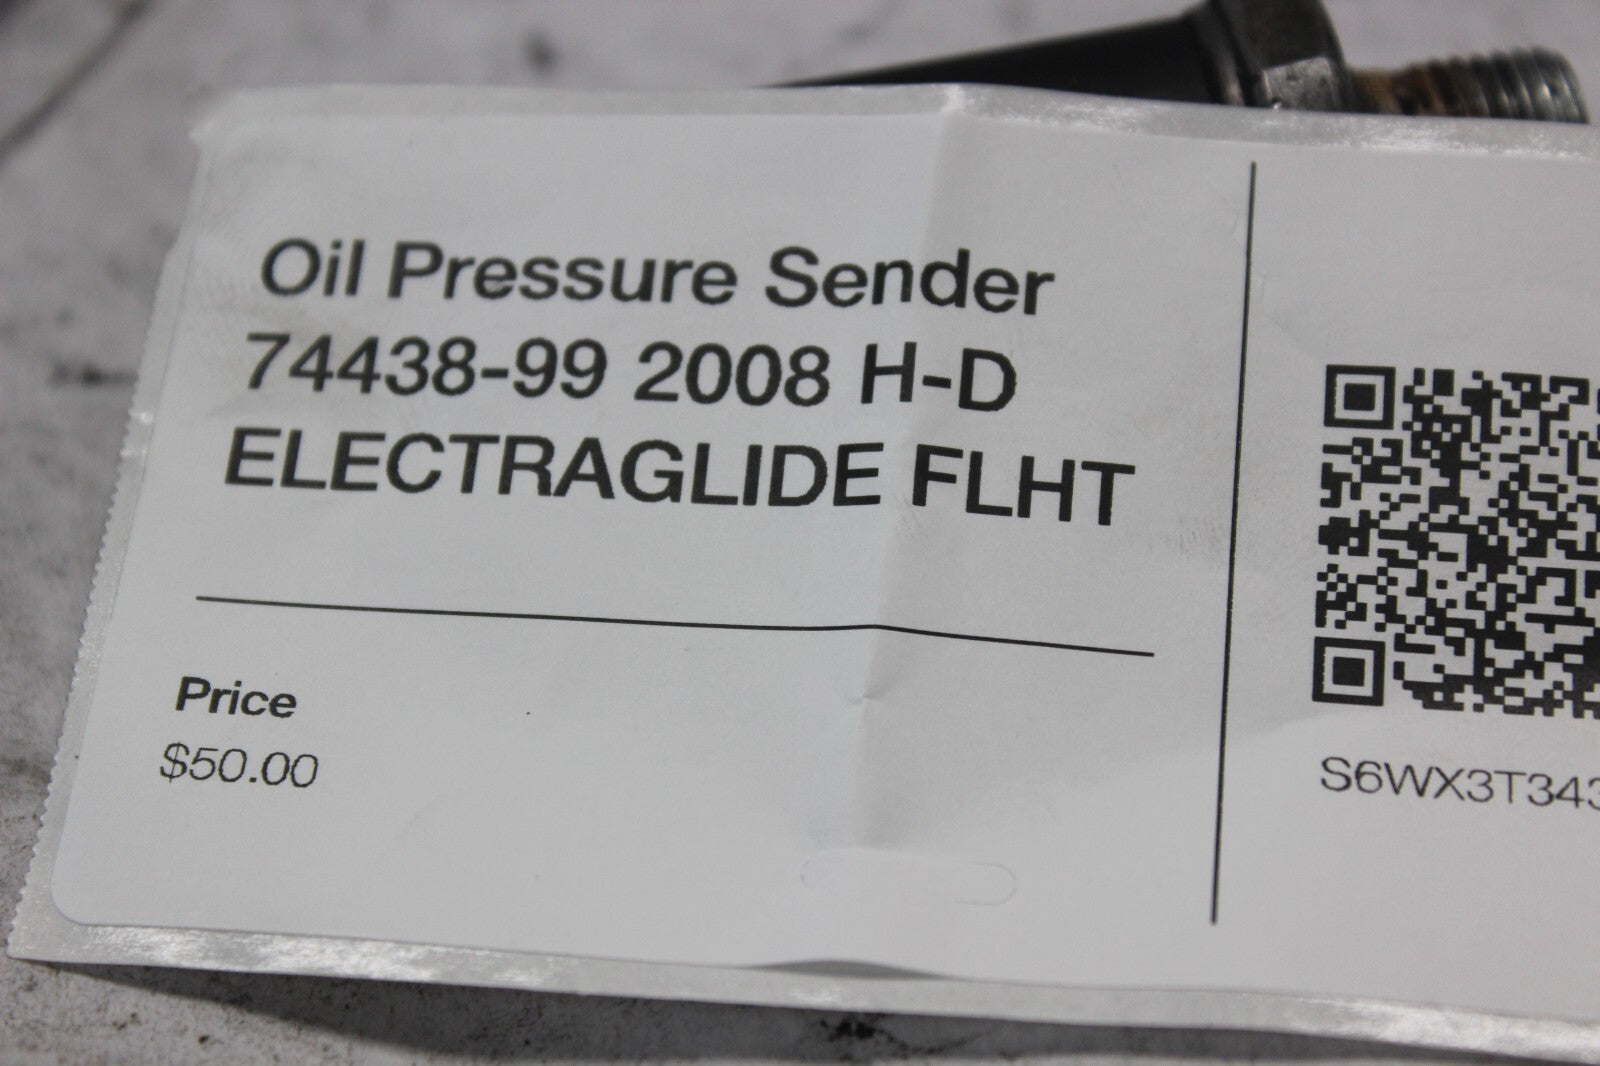 Oil Pressure Sender
74438-99 2008 H-D
ELECTRAGLIDE FLHT
Price
$50.00
S6WX3T343